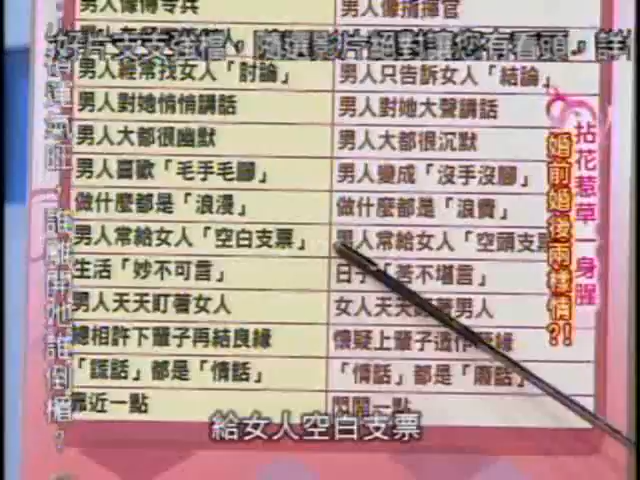 男人像傳令兵 男人像指揮官
男人經常找女人「討論」 男人只告訴女人「結論」
男人對她悄悄講話 男人對她大聲講話
男人大都很幽默 男人大都很沉默
男人喜歡「毛手毛腳」 男人變成「沒手沒腳」
做什麼都是「浪漫」 做什麼都是「浪費」
男人常給女人「空白支票」 男人常給女人「空頭支票
生活「妙不可言」 日子「苦不堪言」
男人天天盯著女人 女人天天盯著男人
總相許下輩子再結良緣 懷疑上輩子造作孽緣
「謊話」都是「情話」 「情話」都是「廢話」
靠近一點 閃開一點
拈花惹草一身腥
婚前婚後兩樣情?!
給女人空白支票